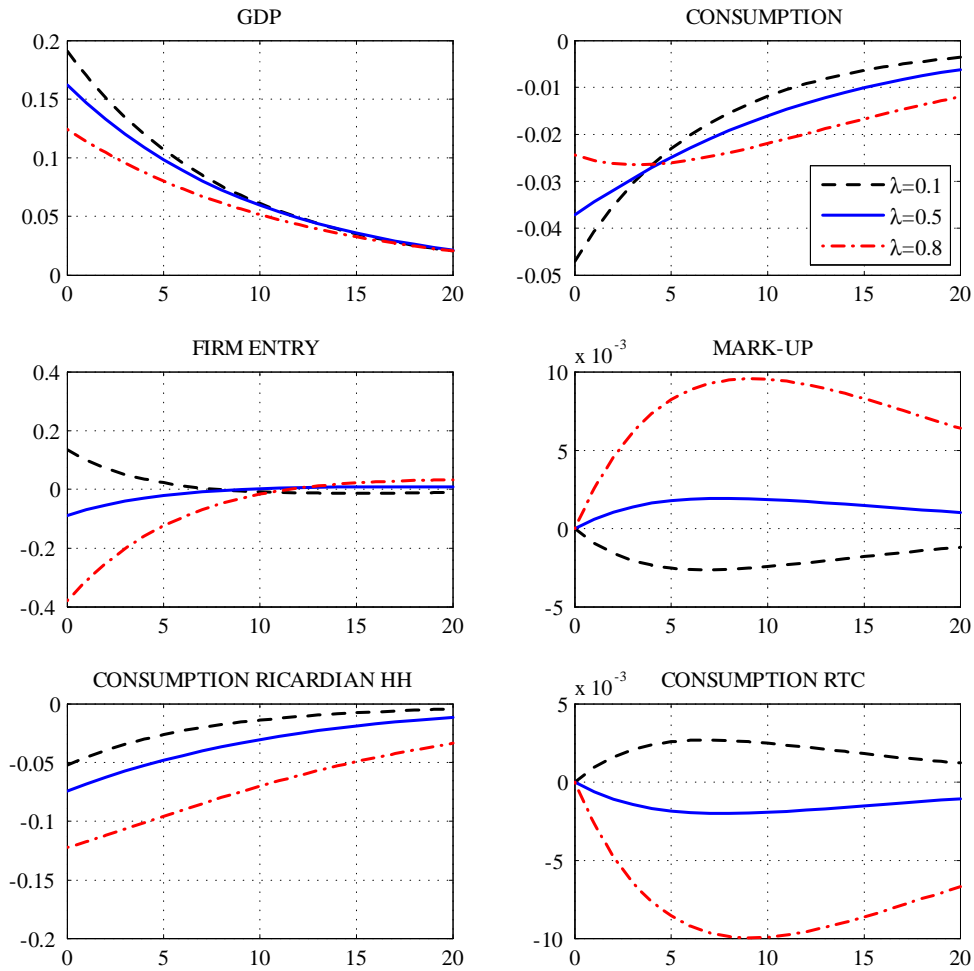 GDP
0.2
0.15
0.1
0.05
0
0 5 10 15 20
CONSUMPTION
0
-0.01
-0.02
-0.03
-0.04
-0.05
0 5 10 15 20
λ=0.1
λ=0.5
λ=0.8
FIRM ENTRY
0.4
0.2
0
-0.2
-0.4
0 5 10 15 20
MARK-UP
x 10⁻³
10
5
0
-5
0 5 10 15 20
CONSUMPTION RICARDIAN HH
0
-0.05
-0.1
-0.15
-0.2
0 5 10 15 20
CONSUMPTION RTC
x 10⁻³
5
0
-5
-10
0 5 10 15 20